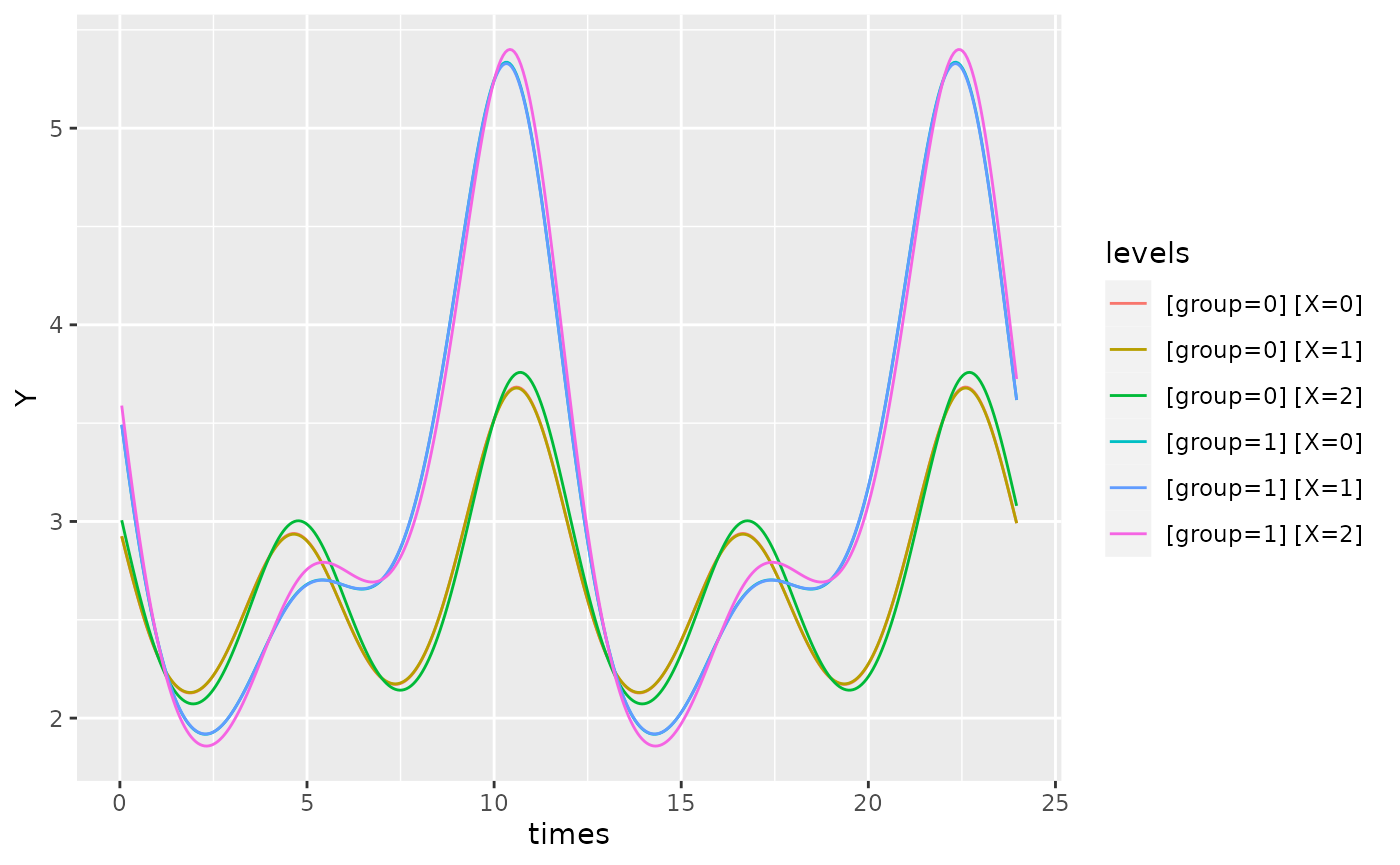 Y
5
4
3
2
0 5 10 15 20 25
times
levels
[group=0] [X=0]
[group=0] [X=1]
[group=0] [X=2]
[group=1] [X=0]
[group=1] [X=1]
[group=1] [X=2]